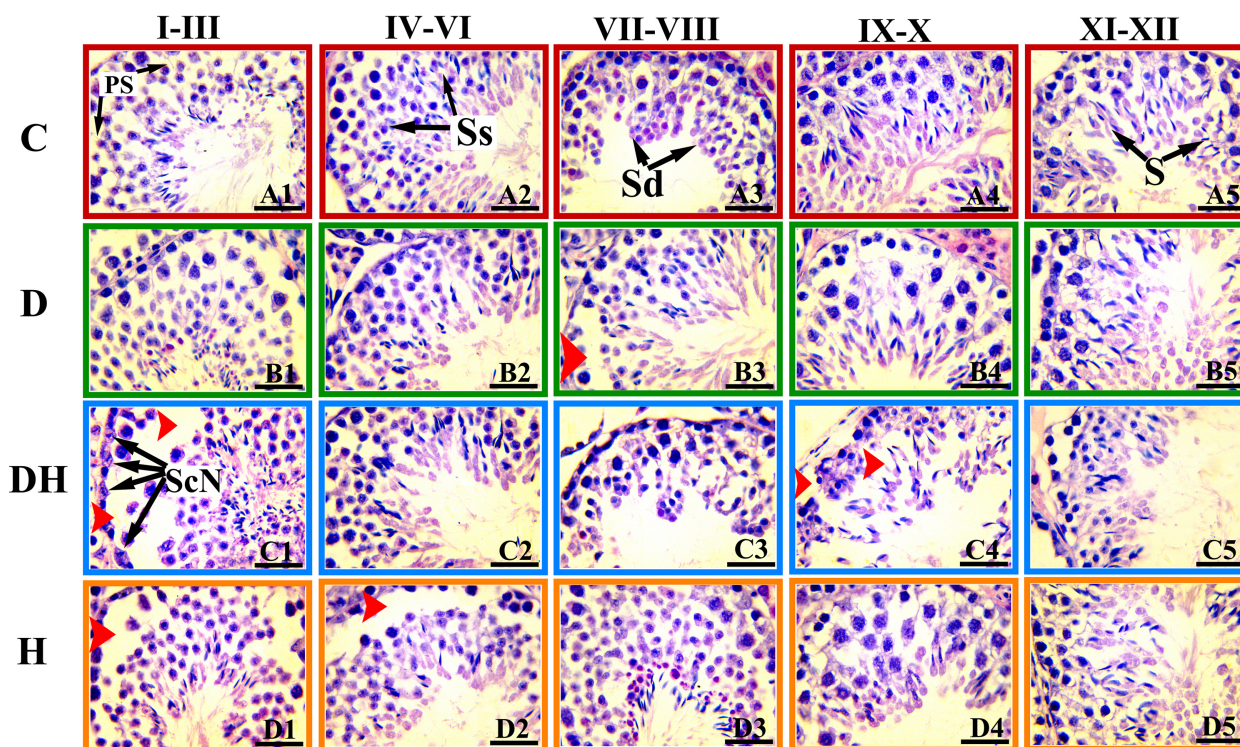 I-III IV-VI VII-VIII IX-X XI-XII
C
PS
A1
Ss
A2
Sd
A3
A4
S
A5
D
B1
B2
B3
B4
B5
DH
ScN
C1
C2
C3
C4
C5
H
D1
D2
D3
D4
D5